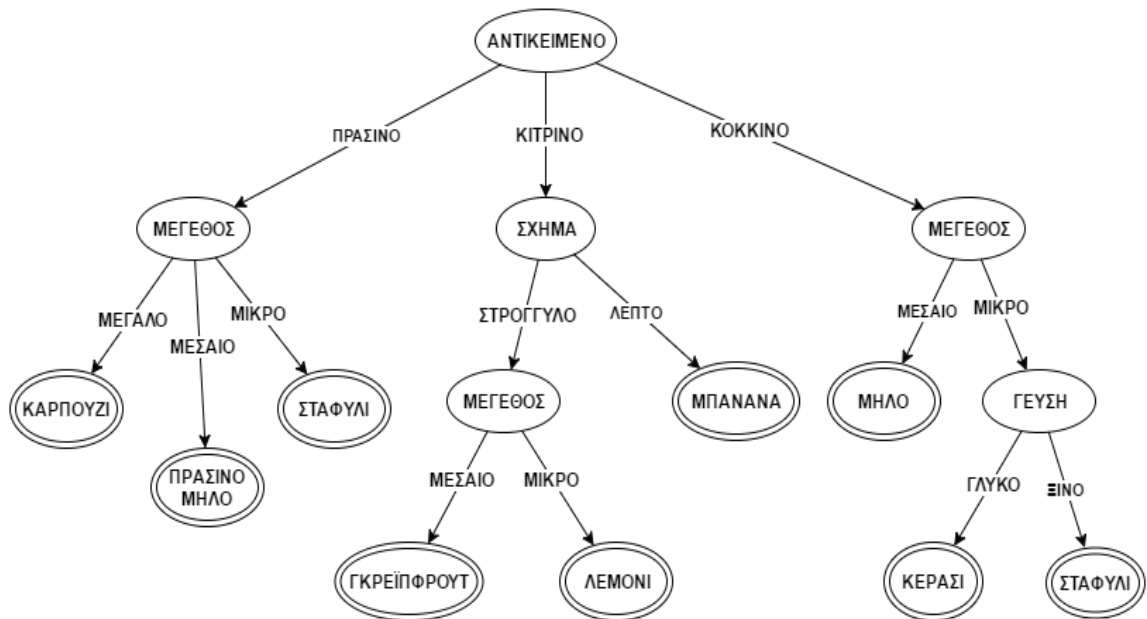 ΑΝΤΙΚΕΙΜΕΝΟ
ΠΡΑΣΙΝΟ
ΚΙΤΡΙΝΟ
ΚΟΚΚΙΝΟ
ΜΕΓΕΘΟΣ
ΣΧΗΜΑ
ΜΕΓΕΘΟΣ
ΜΕΓΑΛΟ
ΜΕΣΑΙΟ
ΜΙΚΡΟ
ΣΤΡΟΓΓΥΛΟ
ΛΕΠΤΟ
ΜΕΣΑΙΟ
ΜΙΚΡΟ
ΚΑΡΠΟΥΖΙ
ΣΤΑΦΥΛΙ
ΜΕΓΕΘΟΣ
ΜΠΑΝΑΝΑ
ΜΗΛΟ
ΓΕΥΣΗ
ΠΡΑΣΙΝΟ
ΜΗΛΟ
ΜΕΣΑΙΟ
ΜΙΚΡΟ
ΓΛΥΚΟ
ΞΙΝΟ
ΓΚΡΕΪΠΦΡΟΥΤ
ΛΕΜΟΝΙ
ΚΕΡΑΣΙ
ΣΤΑΦΥΛΙ